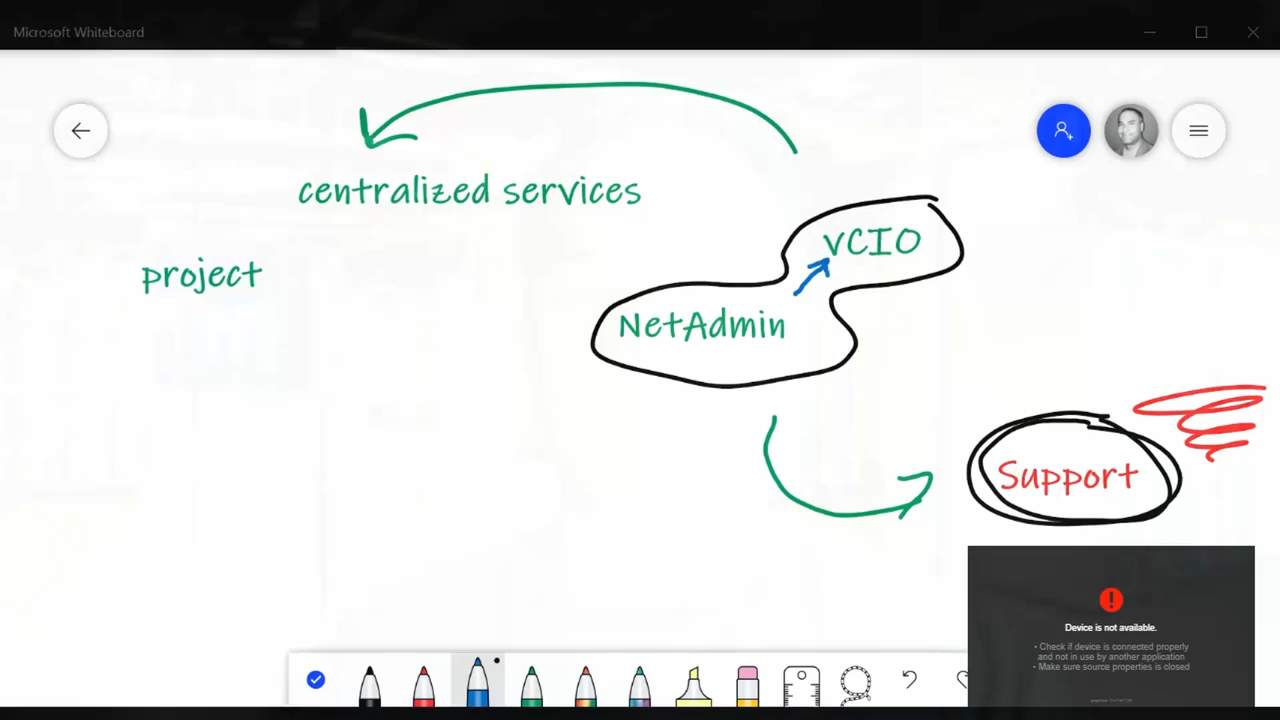 Microsoft Whiteboard
centralized services
vCIO
project
NetAdmin
Support
Device is not available.
• Check if device is connected properly
and not in use by another application
• Make sure source properties is closed